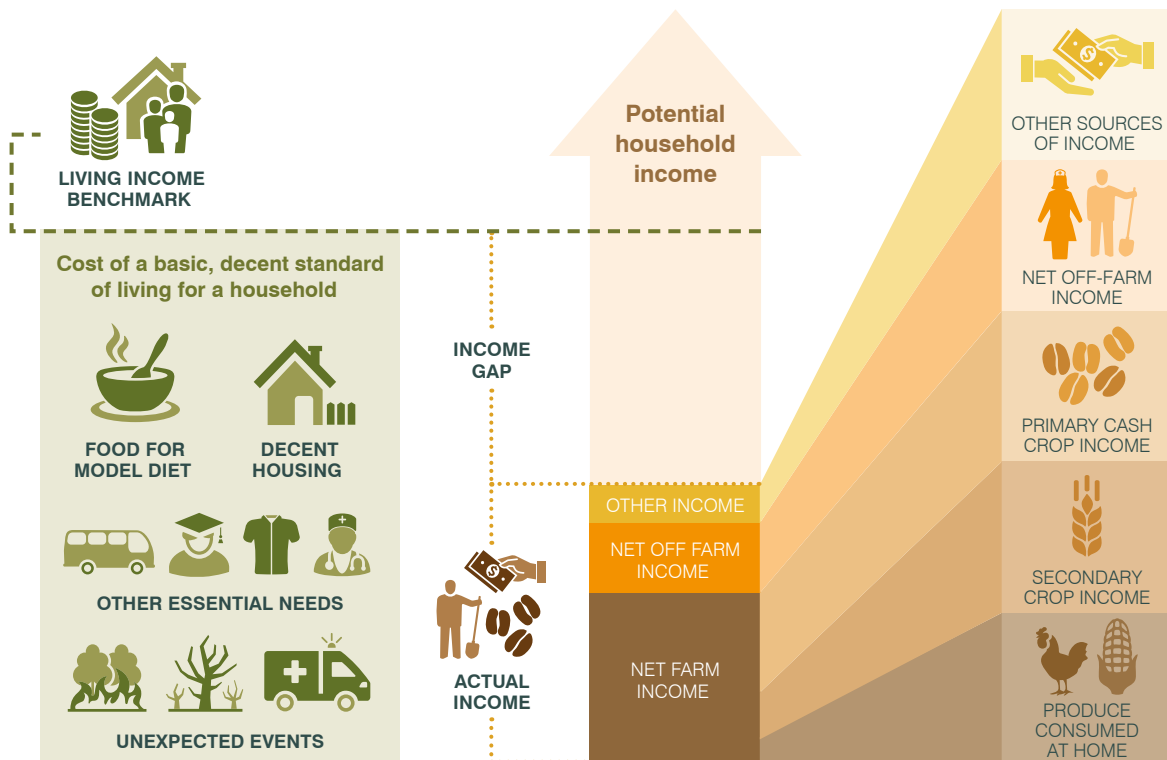 LIVING INCOME
BENCHMARK
Cost of a basic, decent standard
of living for a household
FOOD FOR
MODEL DIET
DECENT
HOUSING
OTHER ESSENTIAL NEEDS
UNEXPECTED EVENTS
INCOME
GAP
$
ACTUAL
INCOME
Potential
household
income
OTHER INCOME
NET OFF FARM
INCOME
NET FARM
INCOME
$
OTHER SOURCES
OF INCOME
NET OFF-FARM
INCOME
PRIMARY CASH
CROP INCOME
SECONDARY
CROP INCOME
PRODUCE
CONSUMED
AT HOME